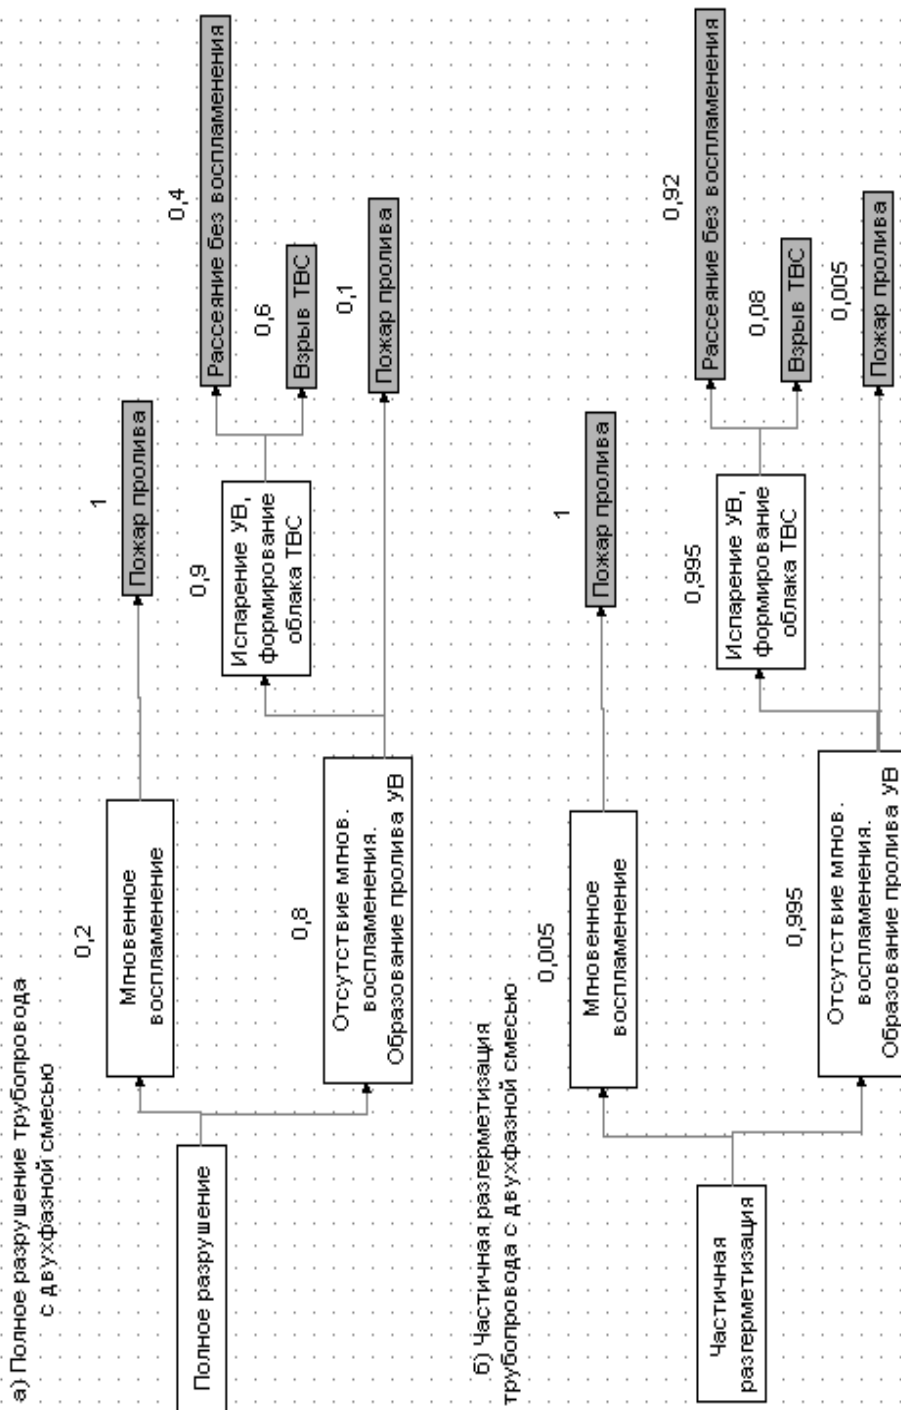 а) Полное разрушение трубопровода
с двухфазной смесью
Полное разрушение
0,2
Мгновенное
воспламенение
1
Пожар пролива
0,8
Отсутствие мгнов.
воспламенения.
Образование пролива УВ
0,9
Испарение УВ,
формирование
облака ТВС
0,4
Рассеяние без воспламенения
0,6
Взрыв ТВС
0,1
Пожар пролива
б) Частичная разгерметизация
трубопровода с двухфазной смесью
Частичная
разгерметизация
0,005
Мгновенное
воспламенение
1
Пожар пролива
0,995
Отсутствие мгнов.
воспламенения.
Образование пролива УВ
0,995
Испарение УВ,
формирование
облака ТВС
0,92
Рассеяние без воспламенения
0,08
Взрыв ТВС
0,005
Пожар пролива